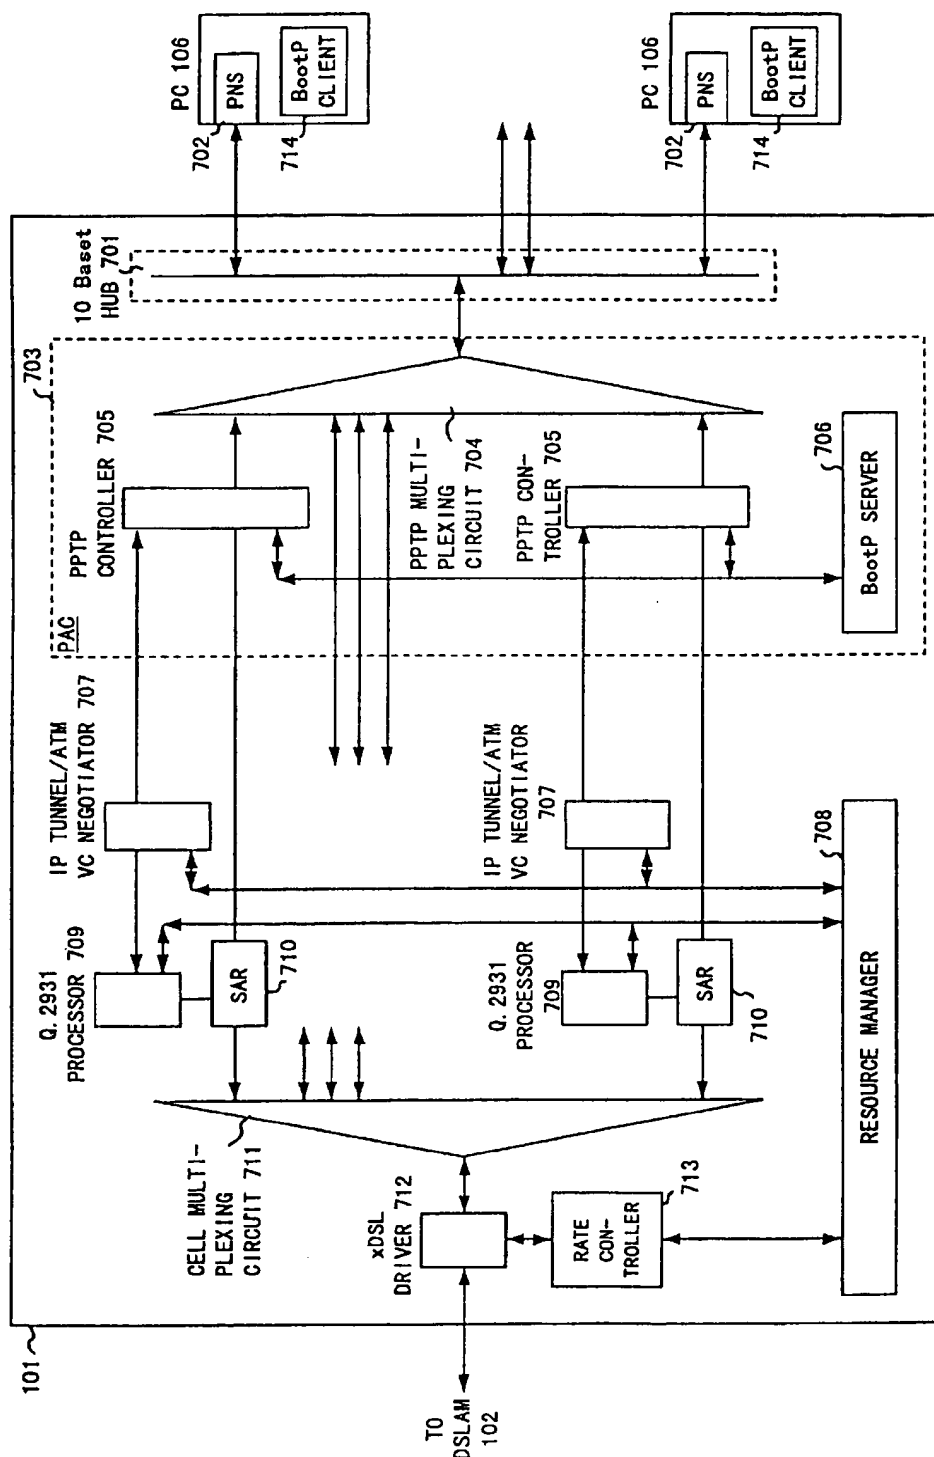 101
TO
DSLAM
102
xDSL
DRIVER 712
RATE
CON-
TROLLER
713
CELL MULTI-
PLEXING
CIRCUIT 711
Q.2931
PROCESSOR 709
SAR
710
Q.2931
PROCESSOR
709
SAR
710
RESOURCE MANAGER
708
IP TUNNEL/ATM
VC NEGOTIATOR 707
IP TUNNEL/ATM
VC NEGOTIATOR
707
703
PAC
PPTP
CONTROLLER 705
PPTP MULTI-
PLEXING
CIRCUIT 704
PPTP CON-
TROLLER 705
706
BootP SERVER
10 Baset
HUB 701
PC 106
702
PNS
714
BootP
CLIENT
PC 106
702
PNS
714
BootP
CLIENT